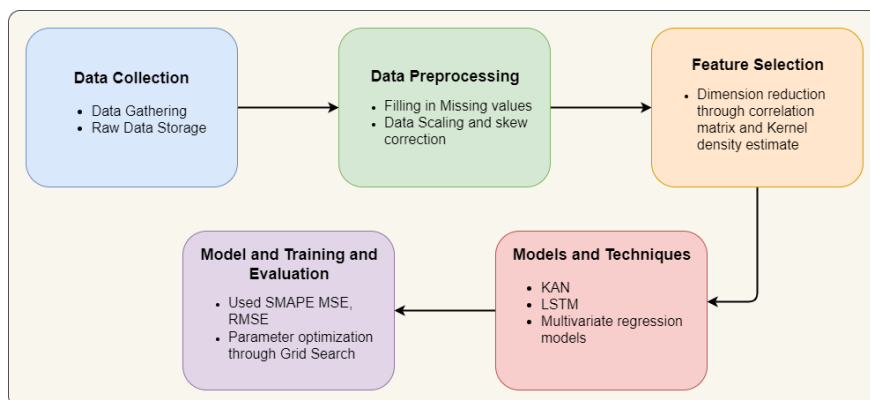 Data Collection
• Data Gathering
• Raw Data Storage
Data Preprocessing
• Filling in Missing values
• Data Scaling and skew
correction
Feature Selection
• Dimension reduction
through correlation
matrix and Kernel
density estimate
Model and Training and
Evaluation
• Used SMAPE MSE,
RMSE
• Parameter optimization
through Grid Search
Models and Techniques
• KAN
• LSTM
• Multivariate regression
models